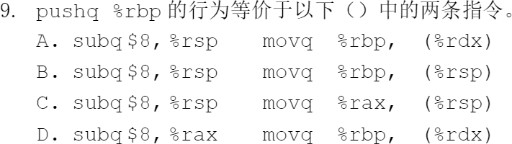 9. pushq %rbp 的行为等价于以下（）中的两条指令。
A. subq $8, %rsp movq %rbp, (%rdx)
B. subq $8, %rsp movq %rbp, (%rsp)
C. subq $8, %rsp movq %rax, (%rsp)
D. subq $8, %rax movq %rbp, (%rdx)